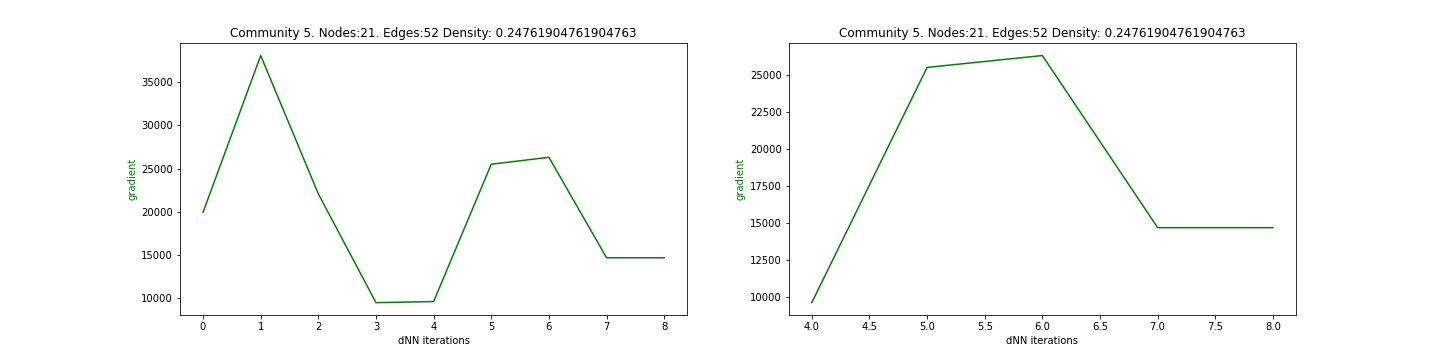 Community 5. Nodes:21. Edges:52 Density: 0.24761904761904763
35000
30000
25000
20000
15000
10000
gradient
0 1 2 3 4 5 6 7 8
dNN iterations
Community 5. Nodes:21. Edges:52 Density: 0.24761904761904763
25000
22500
20000
17500
15000
12500
10000
gradient
4.0 4.5 5.0 5.5 6.0 6.5 7.0 7.5 8.0
dNN iterations